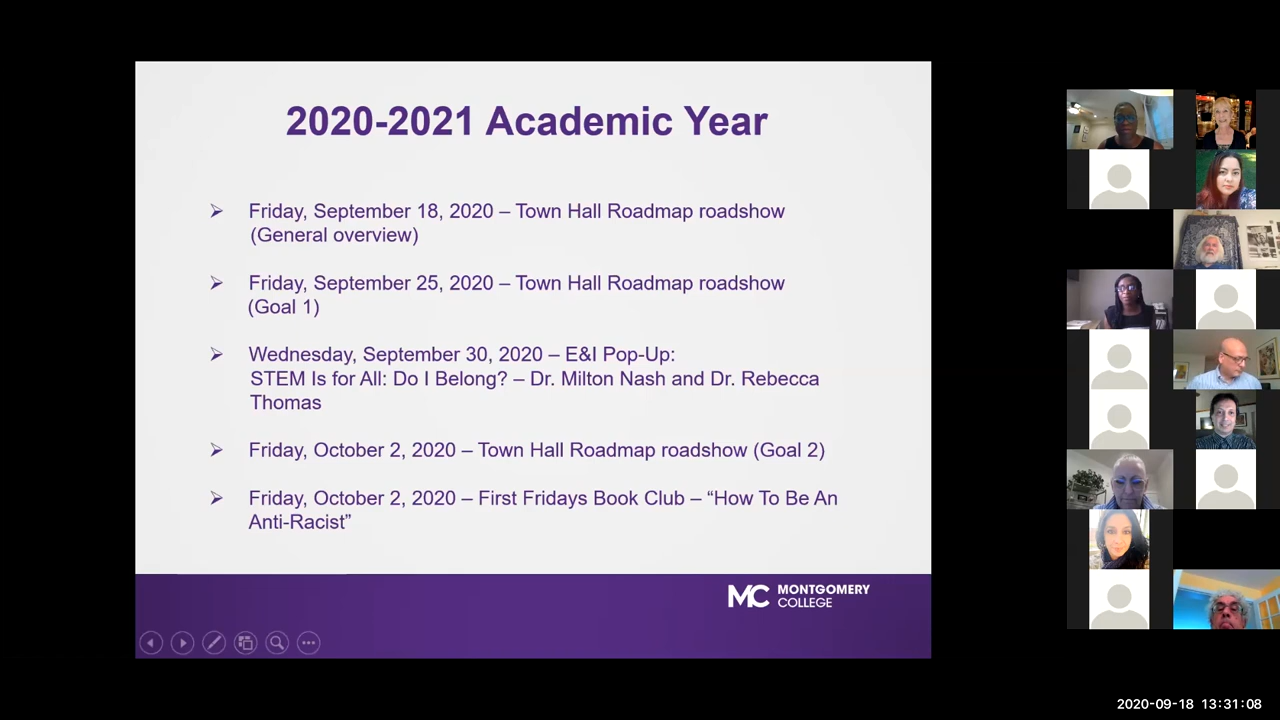 2020-2021 Academic Year
➢ Friday, September 18, 2020 – Town Hall Roadmap roadshow
(General overview)
➢ Friday, September 25, 2020 – Town Hall Roadmap roadshow
(Goal 1)
➢ Wednesday, September 30, 2020 – E&I Pop-Up:
STEM Is for All: Do I Belong? – Dr. Milton Nash and Dr. Rebecca
Thomas
➢ Friday, October 2, 2020 – Town Hall Roadmap roadshow (Goal 2)
➢ Friday, October 2, 2020 – First Fridays Book Club – “How To Be An
Anti-Racist”
MC MONTGOMERY
COLLEGE
2020-09-18 13:31:08